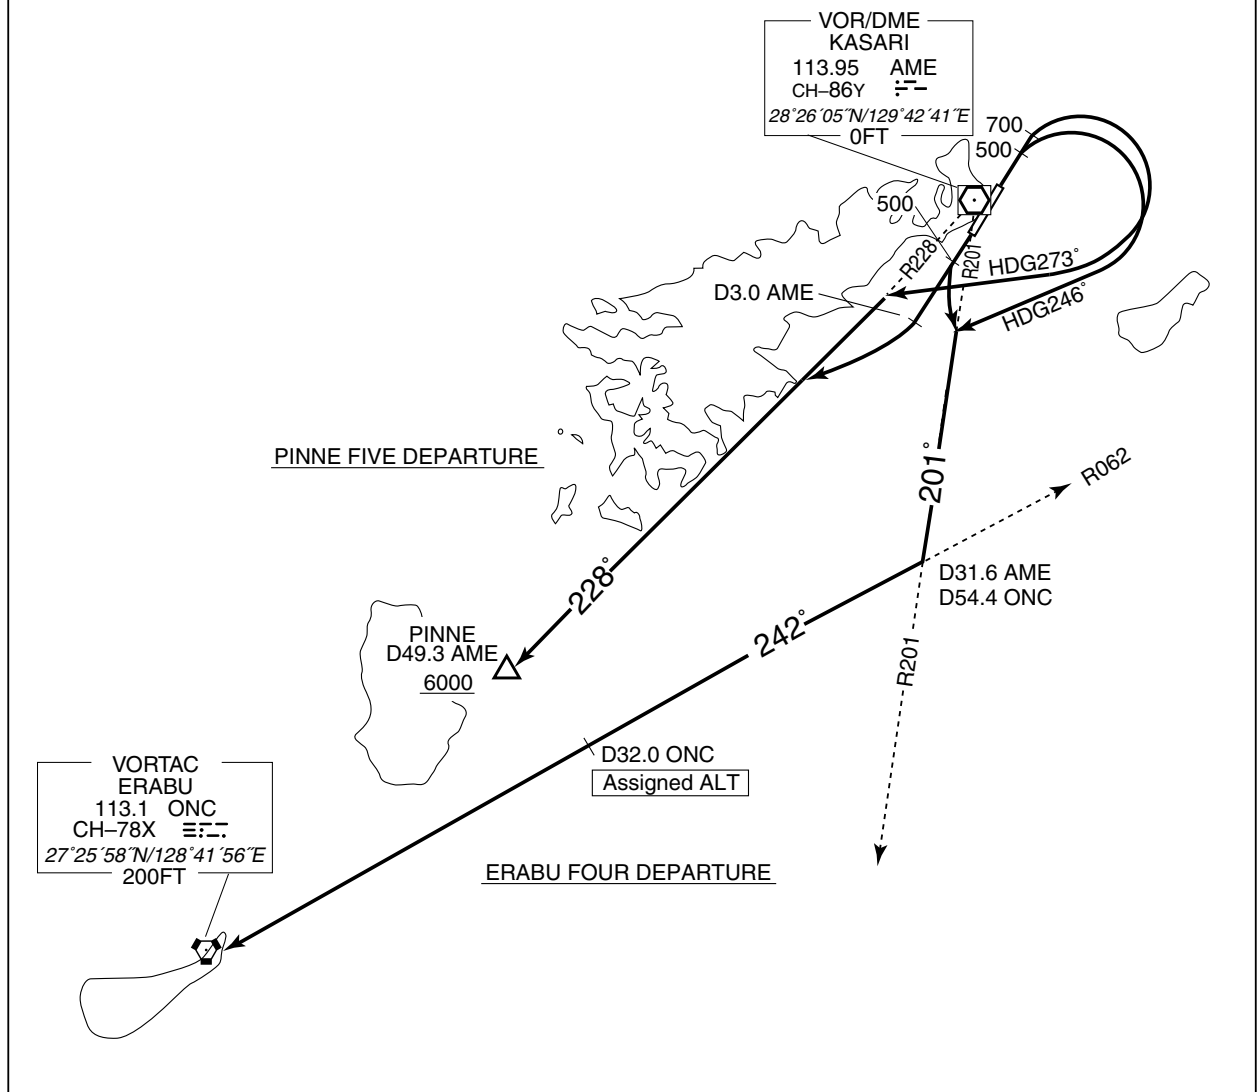 VOR/DME
KASARI
113.95 AME
CH–86Y
28°26´05˝N/129°42´41˝E
0FT
700
500
500
R228
R201
HDG273°
D3.0 AME
HDG246°
PINNE FIVE DEPARTURE
201°
R062
228°
D31.6 AME
D54.4 ONC
242°
PINNE
D49.3 AME
6000
R201
D32.0 ONC
Assigned ALT
VORTAC
ERABU
113.1 ONC
CH–78X
27°25´58˝N/128°41´56˝E
200FT
ERABU FOUR DEPARTURE